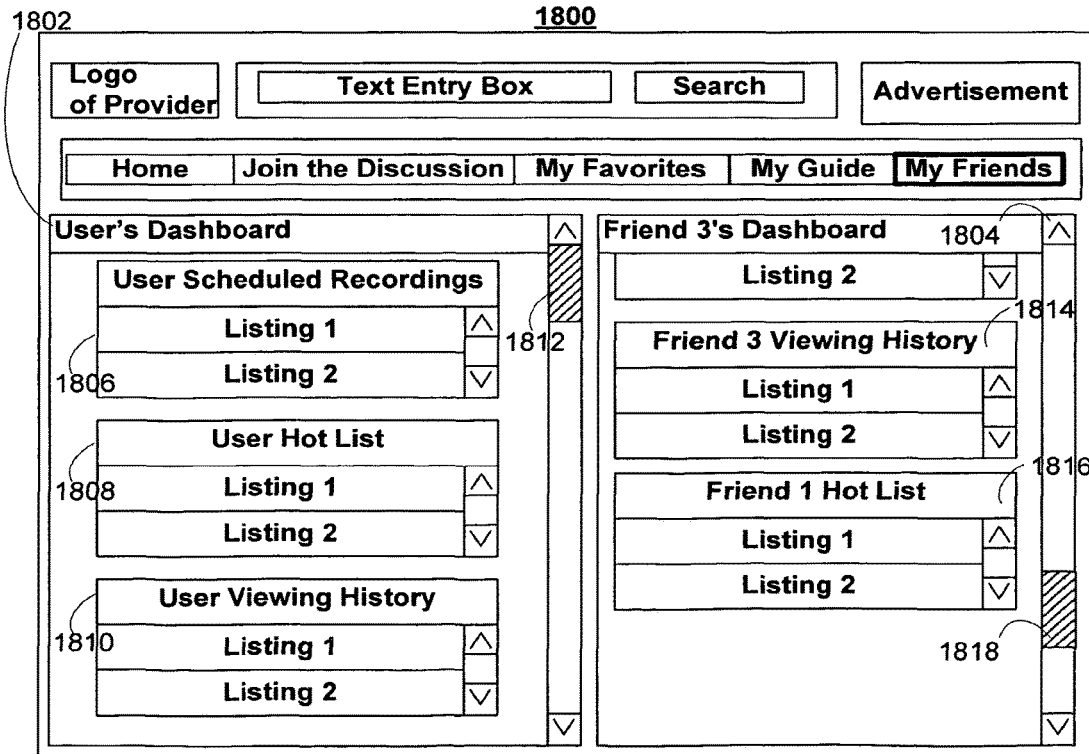 1800
1802
Logo
of Provider
Text Entry Box
Search
Advertisement
Home
Join the Discussion
My Favorites
My Guide
My Friends
User's Dashboard
User Scheduled Recordings
Listing 1
Listing 2
1806
1812
User Hot List
Listing 1
Listing 2
1808
User Viewing History
Listing 1
Listing 2
1810
Friend 3's Dashboard
1804
Listing 2
1814
Friend 3 Viewing History
Listing 1
Listing 2
1816
Friend 1 Hot List
Listing 1
Listing 2
1818